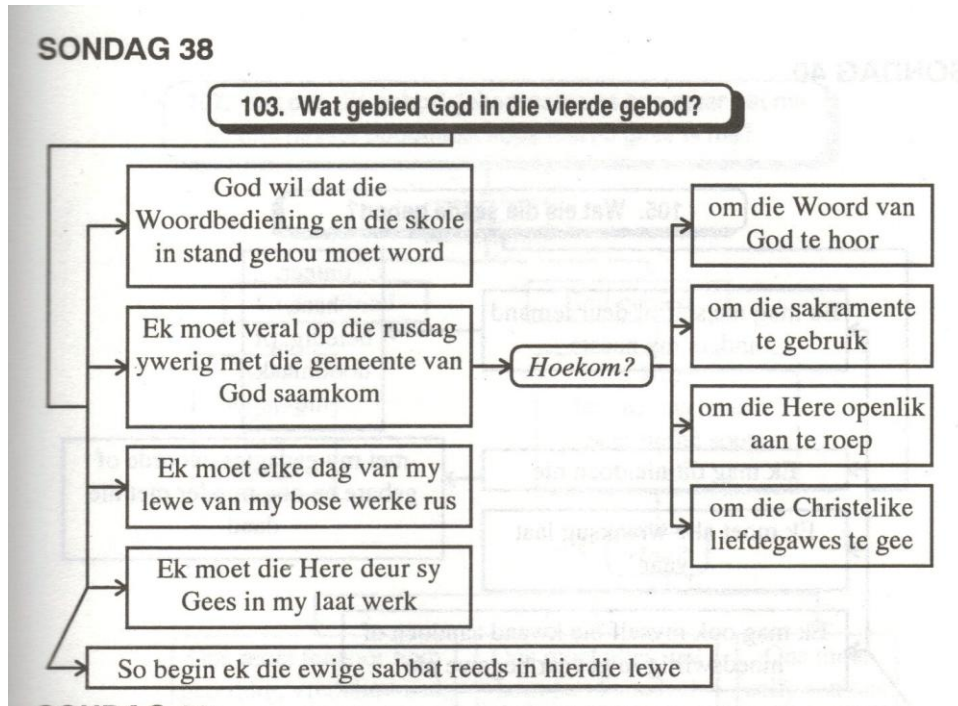 SONDAG 38
103. Wat gebied God in die vierde gebod?
God wil dat die
Woordbediening en die skole
in stand gehou moet word
Ek moet veral op die rusdag
ywerig met die gemeente van
God saamkom
Hoekom?
om die Woord van
God te hoor
om die sakramente
te gebruik
om die Here openlik
aan te roep
om die Christelike
liefdegawes te gee
Ek moet elke dag van my
lewe van my bose werke rus
Ek moet die Here deur sy
Gees in my laat werk
So begin ek die ewige sabbat reeds in hierdie lewe